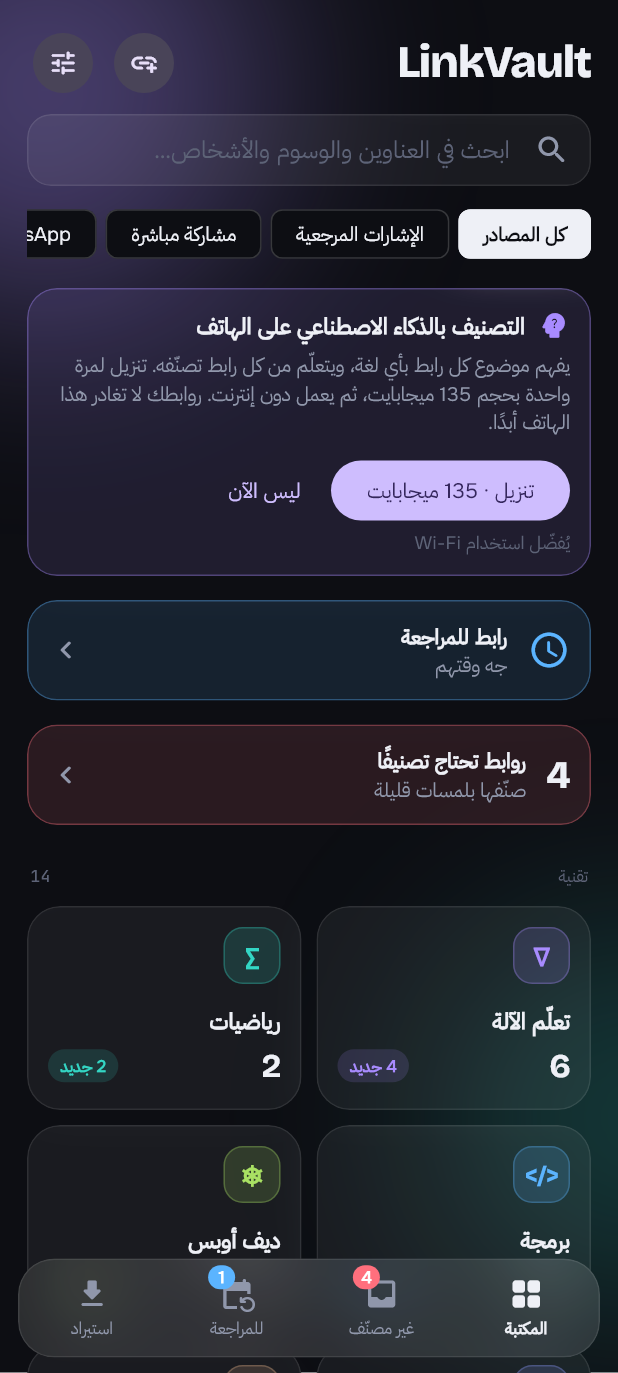 LinkVault
ابحث في العناوين والوسوم والأشخاص...
كل المصادر
الإشارات المرجعية
مشاركة مباشرة
sApp
التصنيف بالذكاء الاصطناعي على الهاتف
يفهم موضوع كل رابط بأي لغة، ويتعلّم من كل رابط تصنّفه. تنزيل لمرة
واحدة بحجم 135 ميجابايت، ثم يعمل دون إنترنت. روابطك لا تغادر هذا
الهاتف أبدًا.
تنزيل · 135 ميجابايت
ليس الآن
يُفضّل استخدام Wi-Fi
رابط للمراجعة
جه وقتهم
4
روابط تحتاج تصنيفًا
صنّفها بلمسات قليلة
تقنية
14
∇
تعلّم الآلة
6
4 جديد
Σ
رياضيات
2
2 جديد
</>
برمجة
ديف أوبس
المكتبة
4
غير مصنّف
1
للمراجعة
استيراد